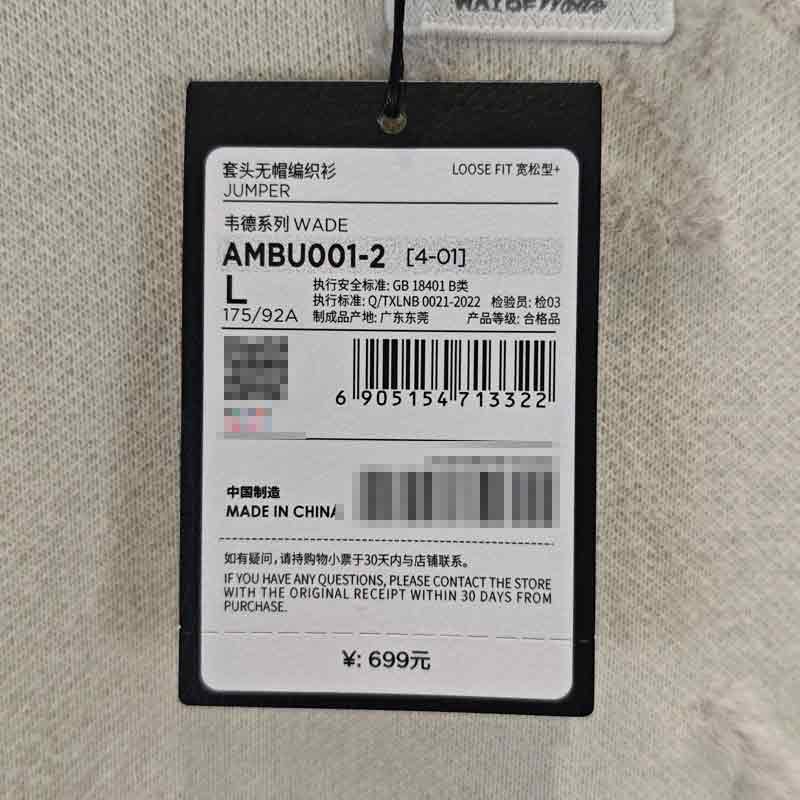 套头无帽编织衫 LOOSE FIT 宽松型+
JUMPER
韦德系列 WADE
AMBU001-2 [4-01]
L
执行安全标准: GB 18401 B类
执行标准: Q/TXLNB 0021-2022 检验员: 检03
175/92A 制成品产地: 广东东莞 产品等级: 合格品
6 905154 713322
中国制造
MADE IN CHINA
如有疑问,请持购物小票于30天内与店铺联系。
IF YOU HAVE ANY QUESTIONS, PLEASE CONTACT THE STORE
WITH THE ORIGINAL RECEIPT WITHIN 30 DAYS FROM
PURCHASE.
¥: 699元